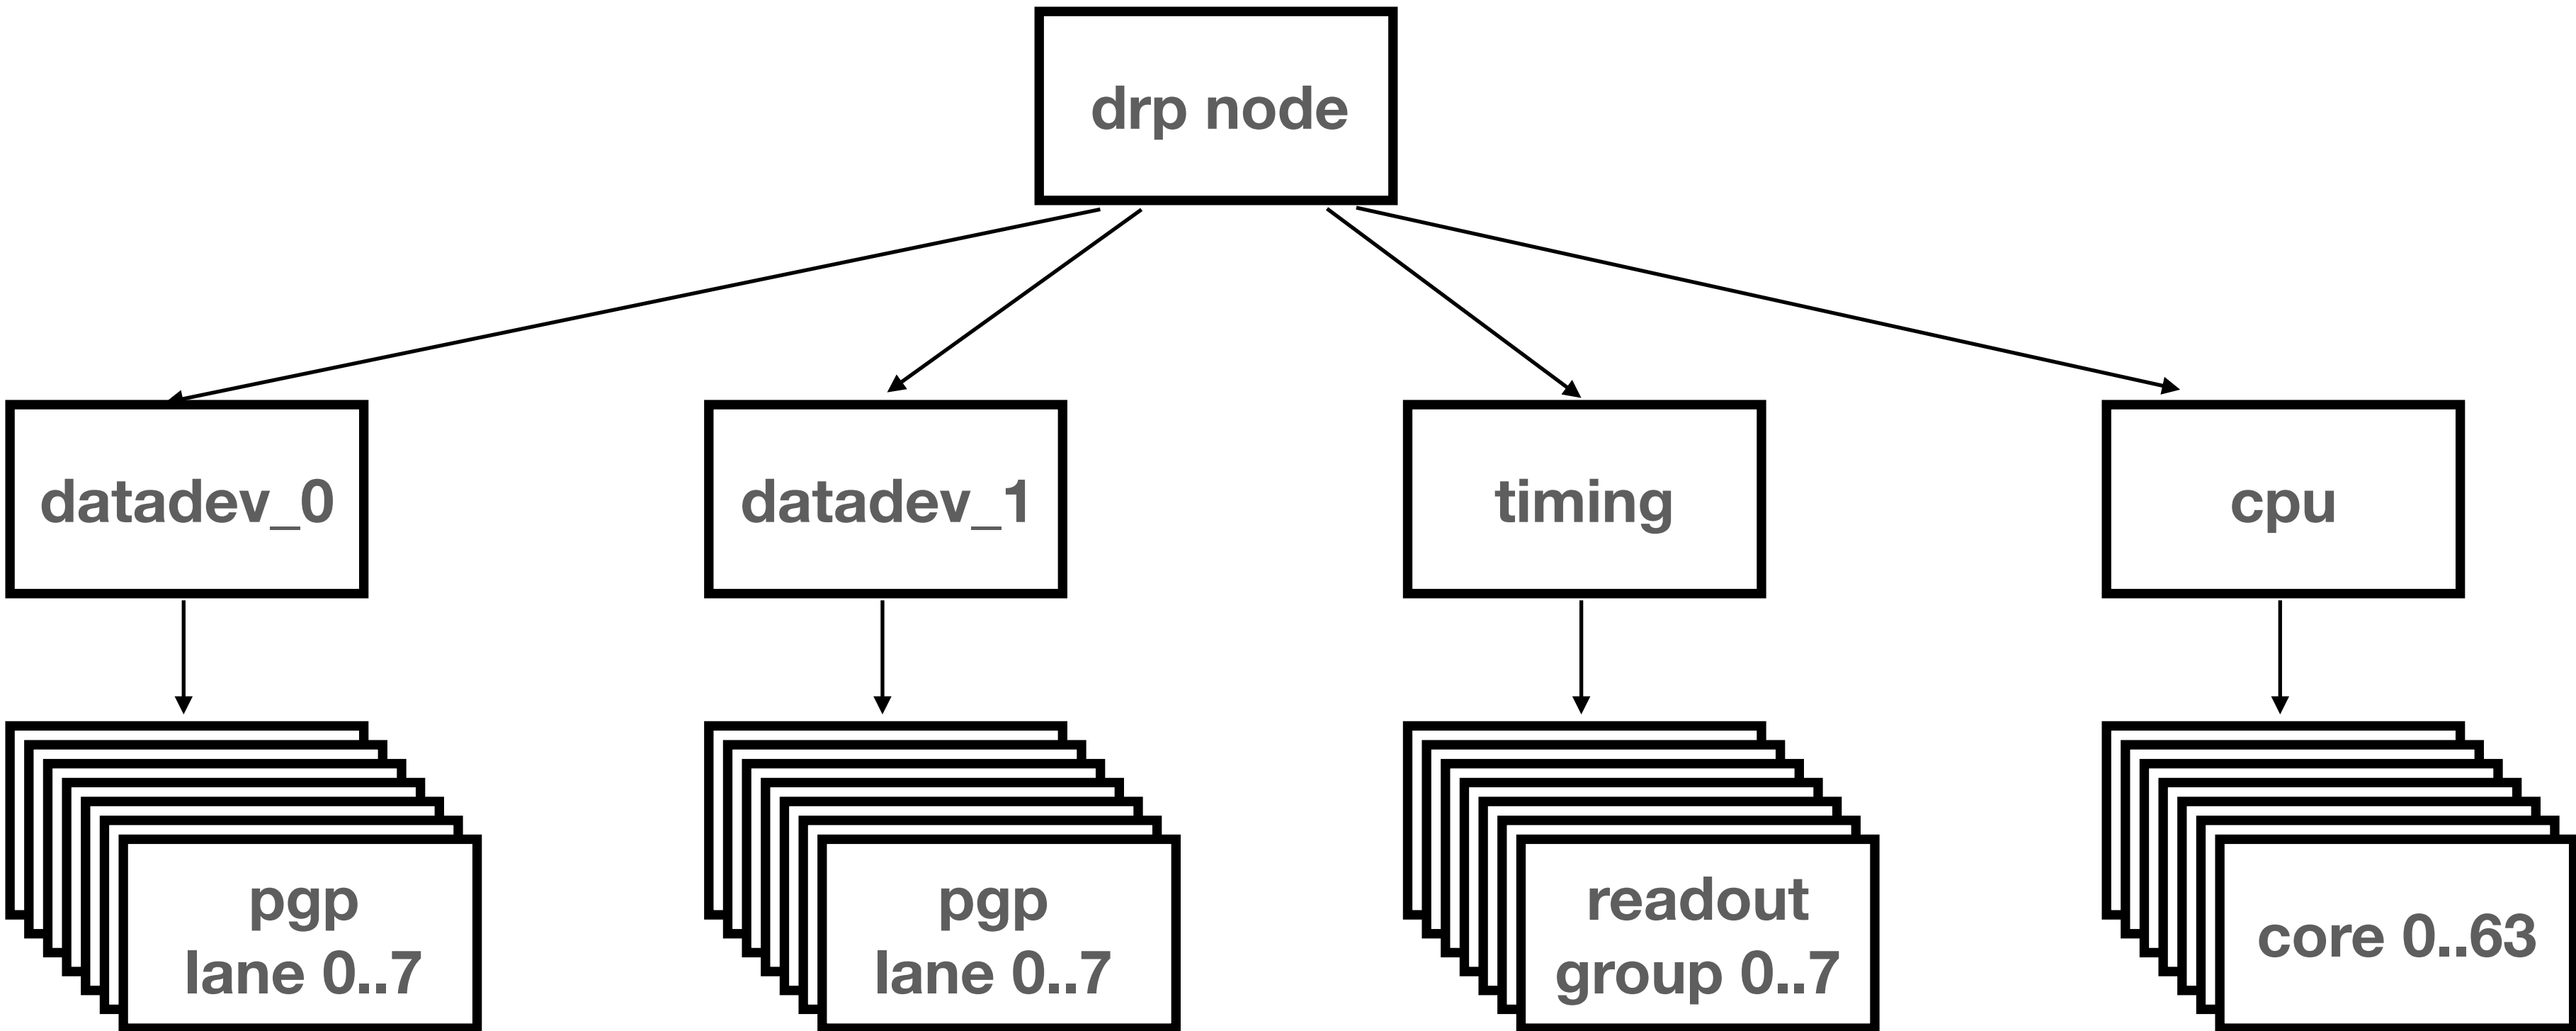 drp node
datadev_0
datadev_1
timing
cpu
pgp
lane 0..7
pgp
lane 0..7
readout
group 0..7
core 0..63